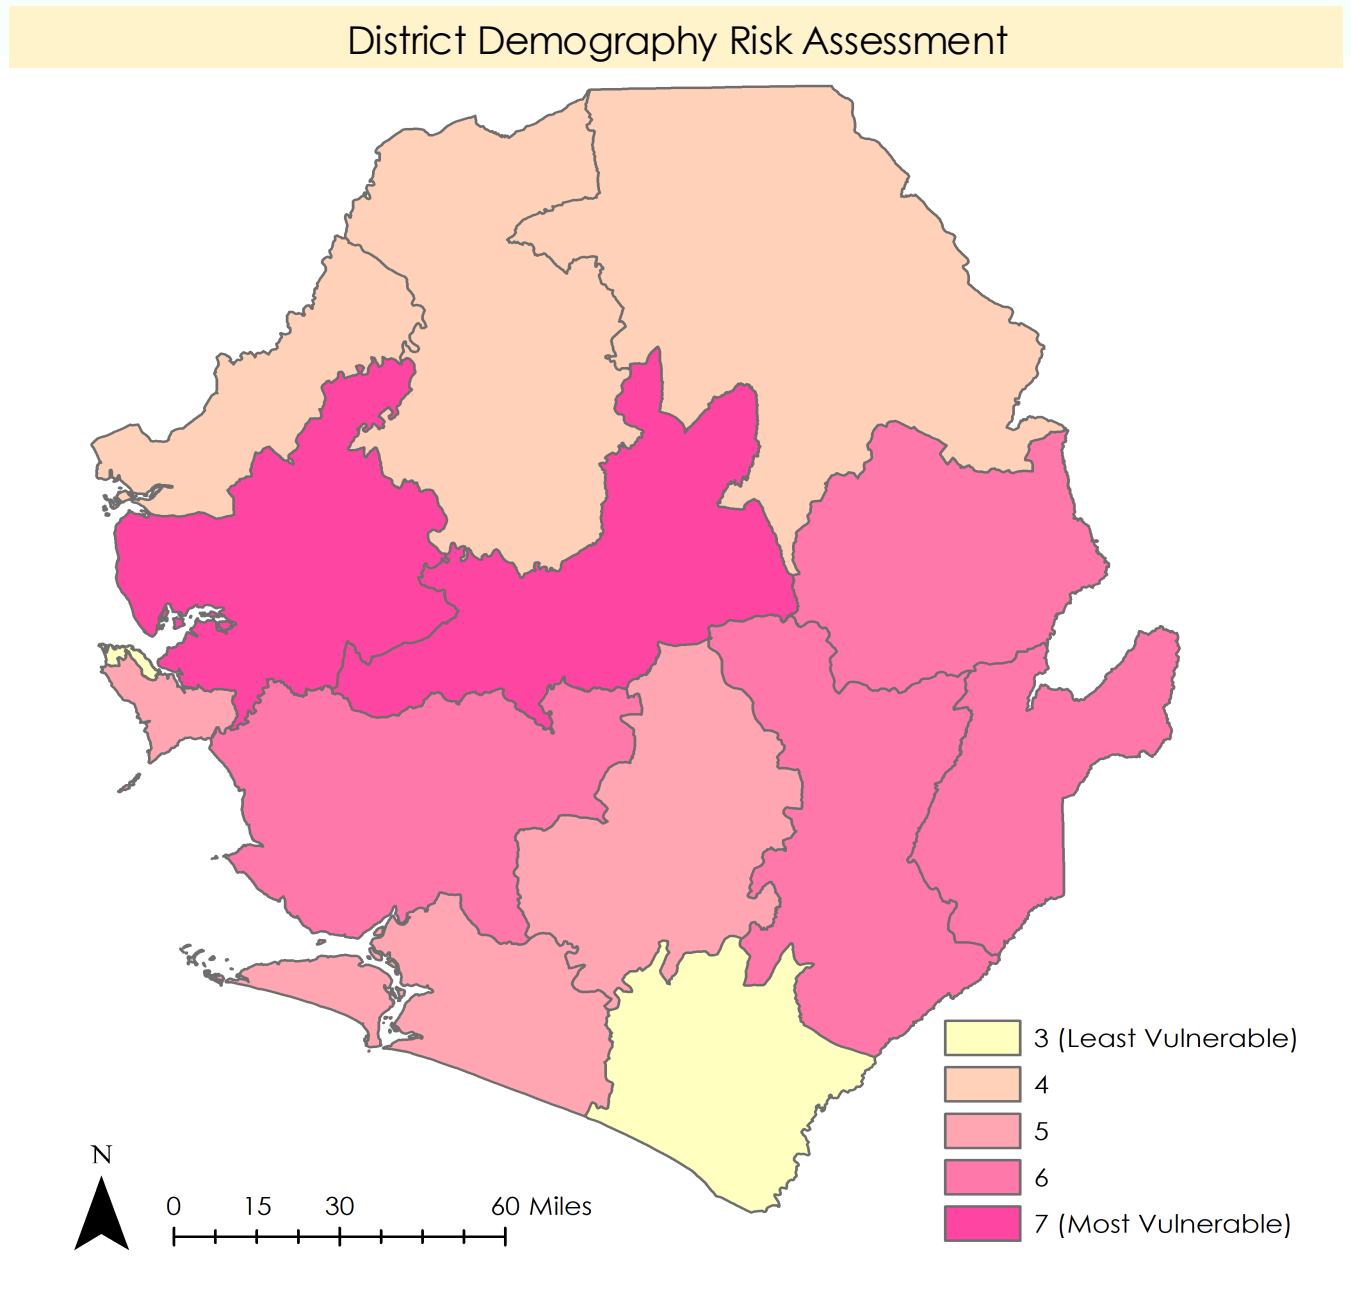 District Demography Risk Assessment
3 (Least Vulnerable)
4
5
6
7 (Most Vulnerable)
N
0 15 30 60 Miles